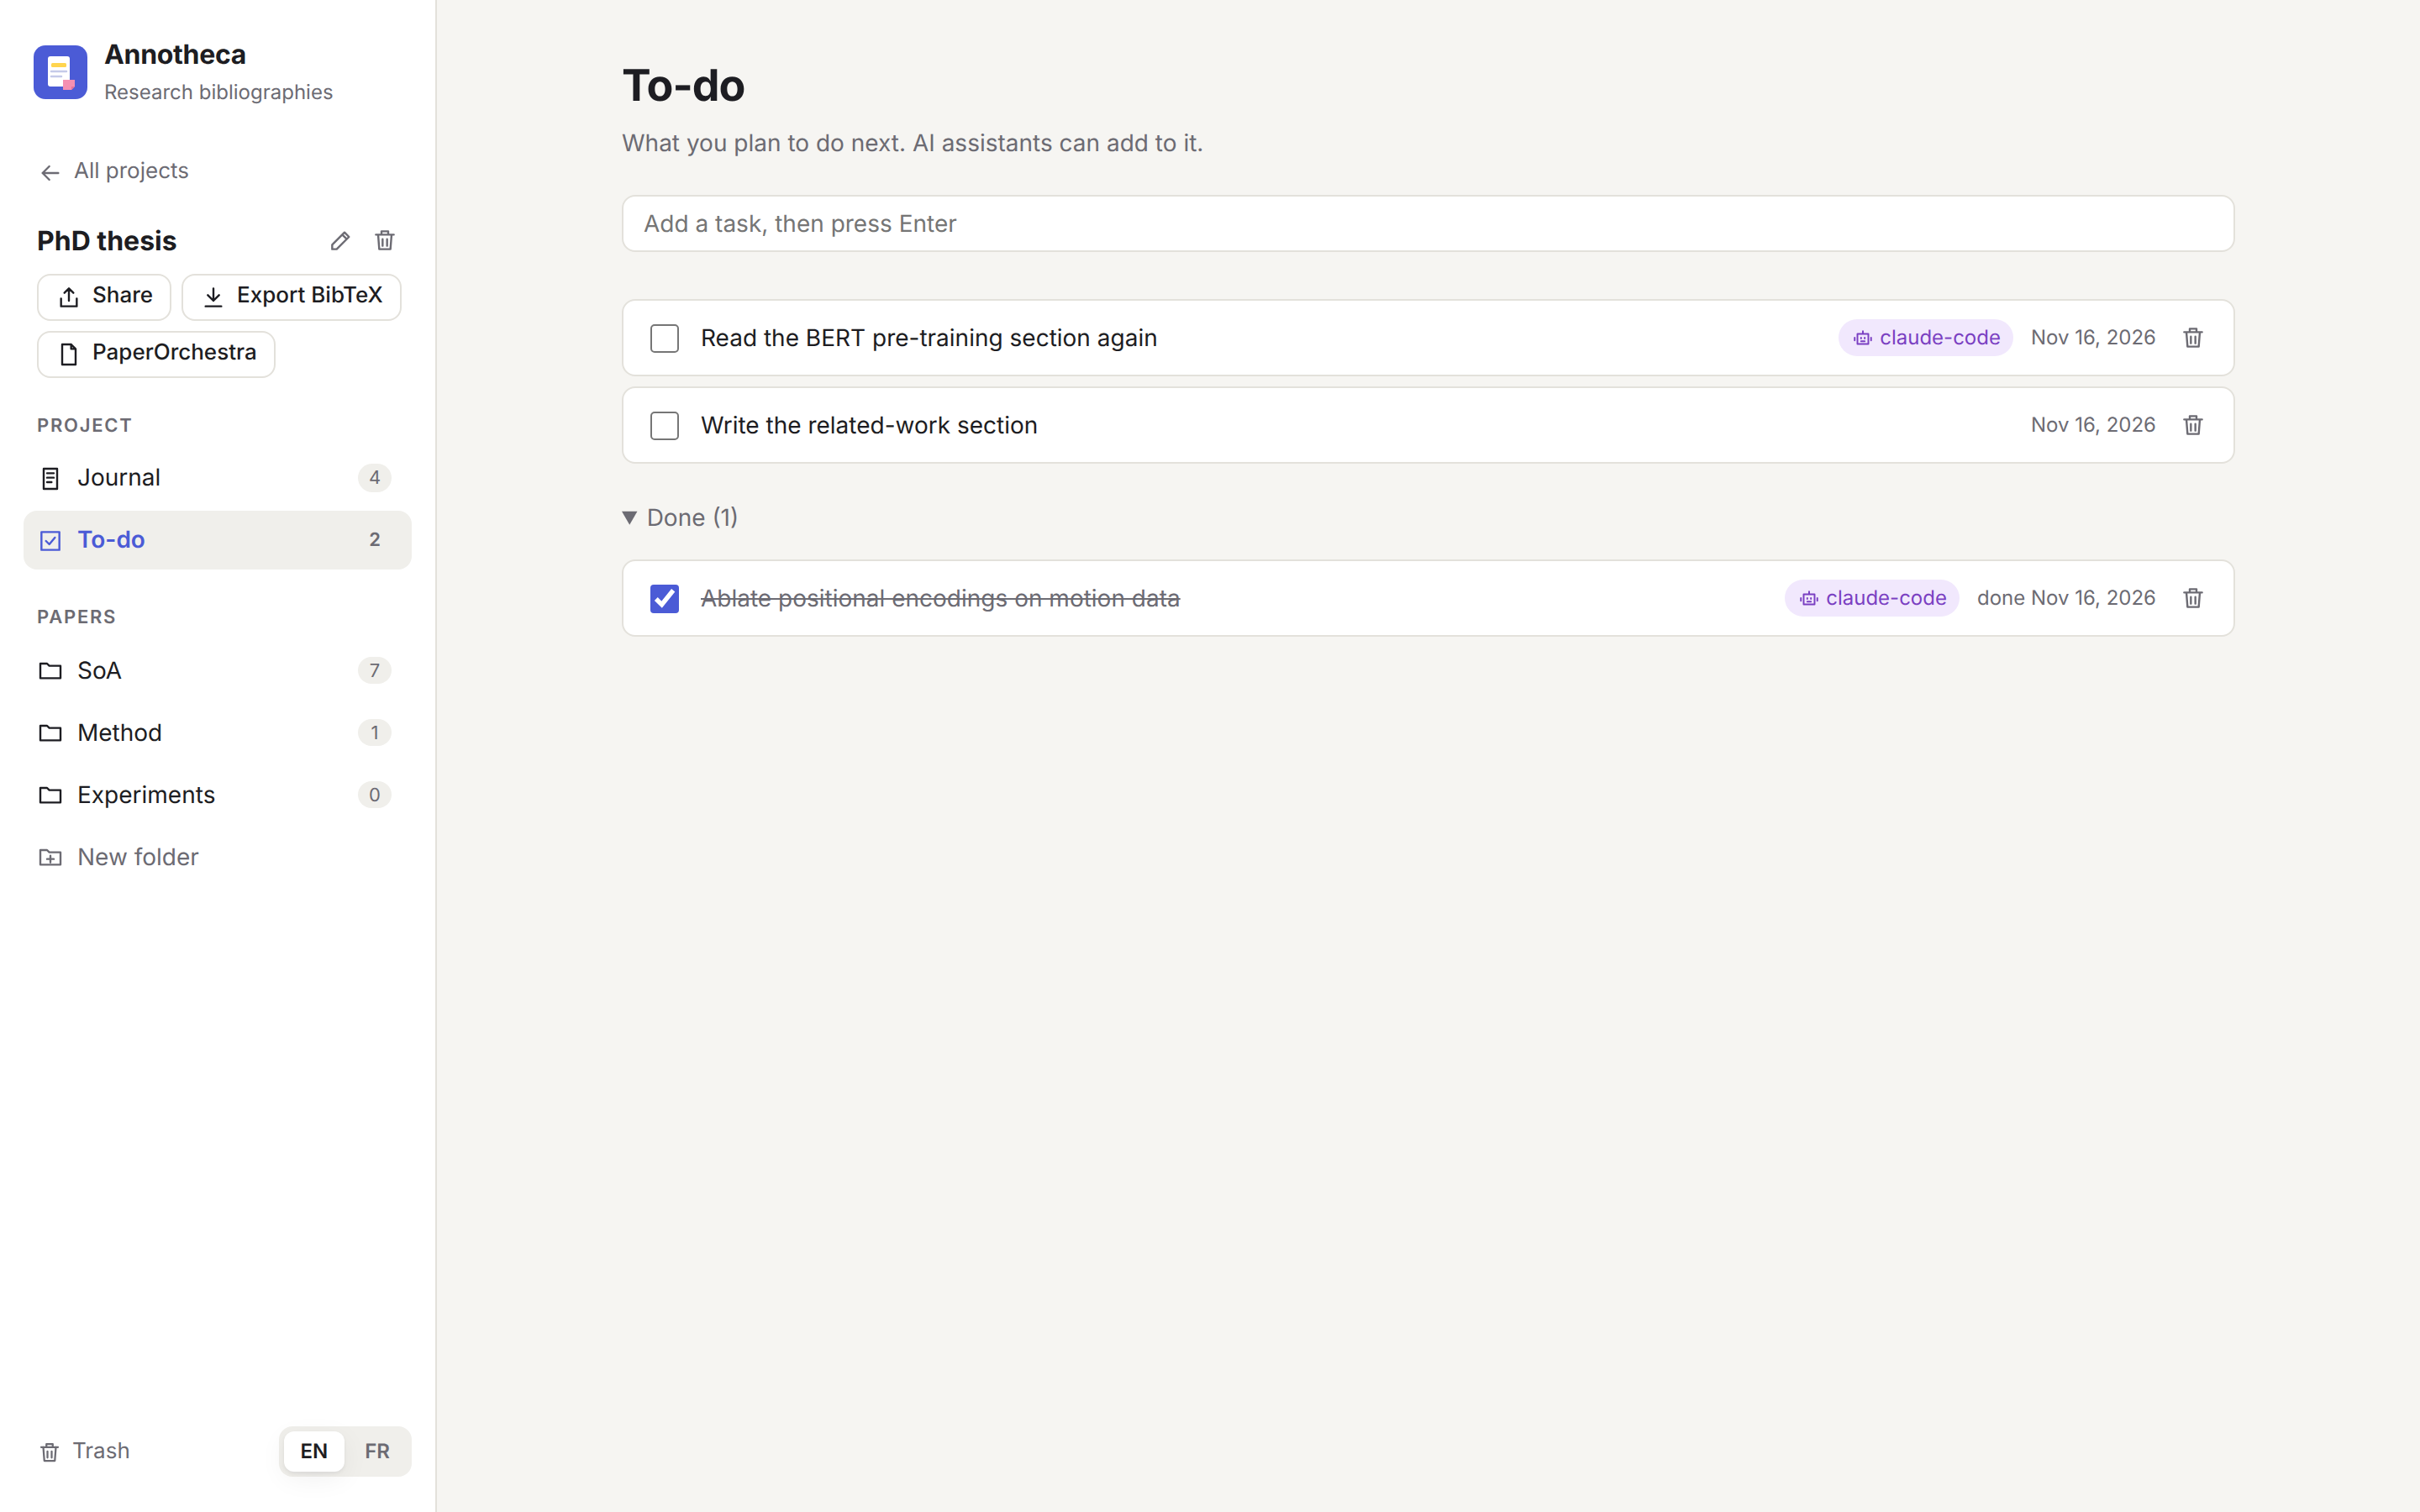 Annotheca
Research bibliographies
All projects
PhD thesis
Share
Export BibTeX
PaperOrchestra
PROJECT
Journal 4
To-do 2
PAPERS
SoA 7
Method 1
Experiments 0
New folder
Trash
EN FR
To-do
What you plan to do next. AI assistants can add to it.
Add a task, then press Enter
Read the BERT pre-training section again claude-code Nov 16, 2026
Write the related-work section Nov 16, 2026
Done (1)
Ablate positional encodings on motion data claude-code done Nov 16, 2026